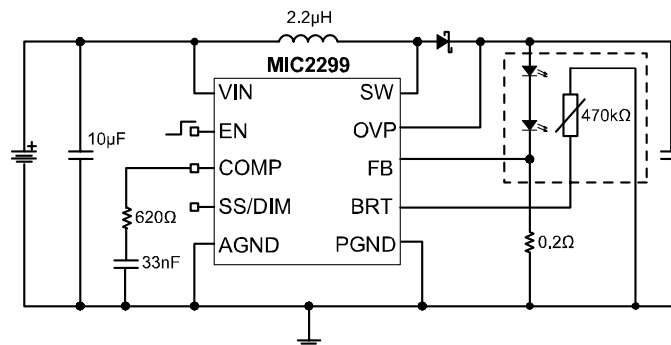 2.2µH
MIC2299
VIN
SW
EN
OVP
10µF
COMP
FB
470kΩ
620Ω
SS/DIM
BRT
33nF
AGND
PGND
0.2Ω